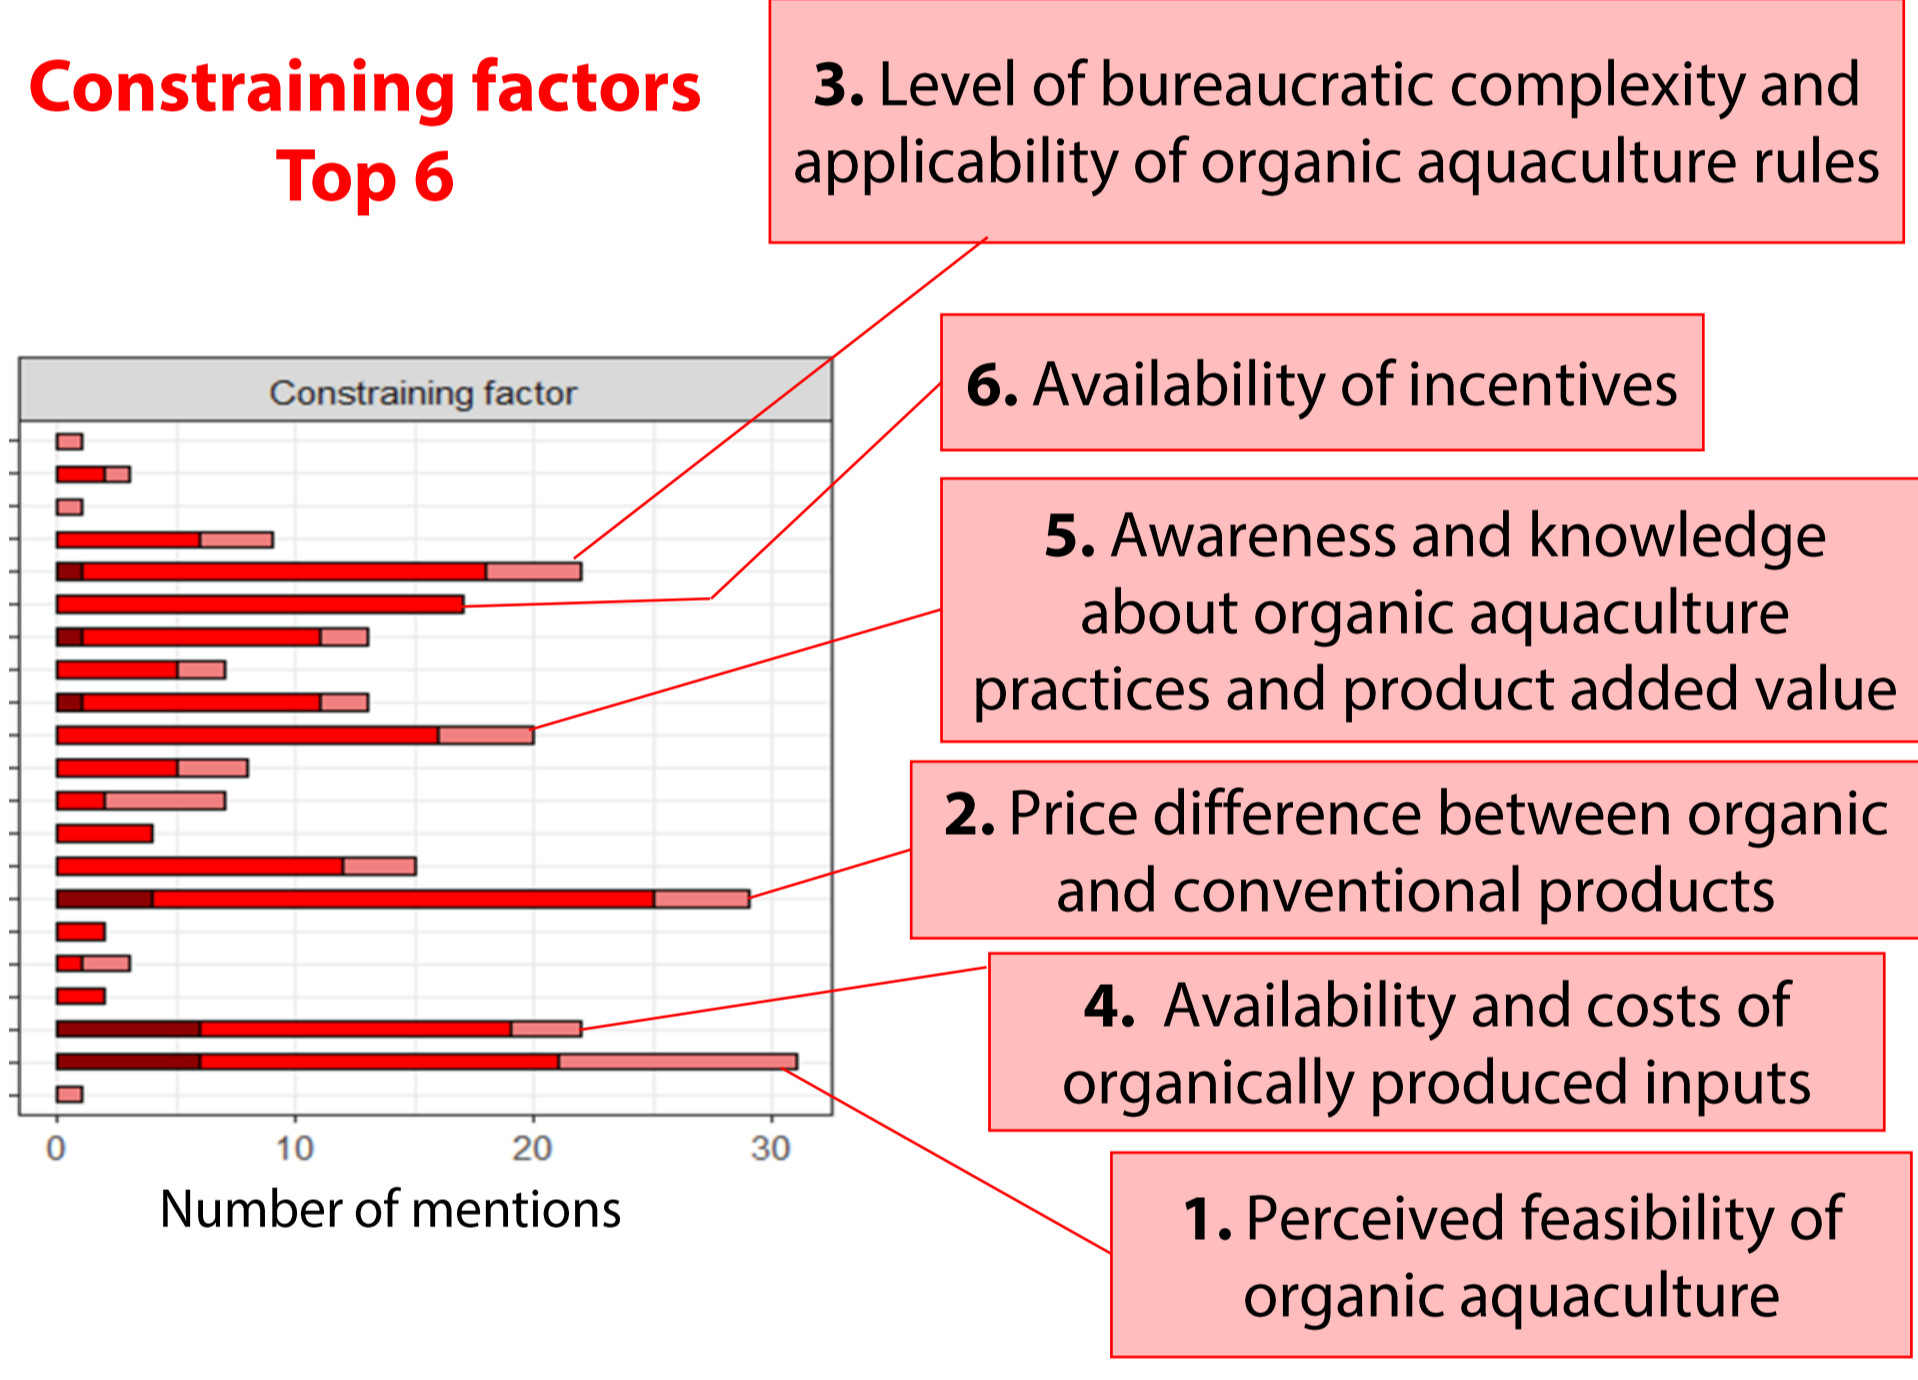 Constraining factors
Top 6
3. Level of bureaucratic complexity and
applicability of organic aquaculture rules
6. Availability of incentives
5. Awareness and knowledge
about organic aquaculture
practices and product added value
2. Price difference between organic
and conventional products
4. Availability and costs of
organically produced inputs
1. Perceived feasibility of
organic aquaculture
Constraining factor
0 10 20 30
Number of mentions